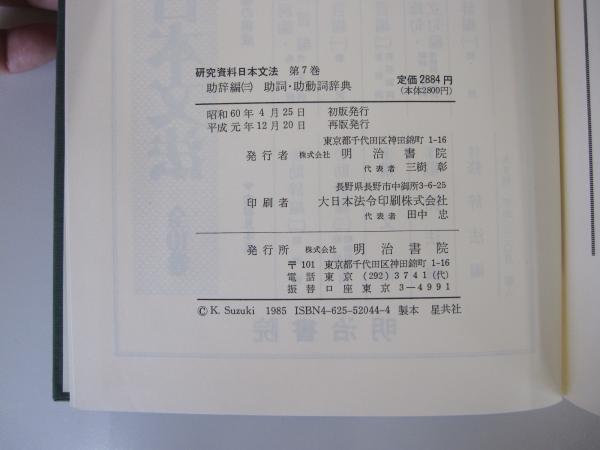 研究資料日本文法 第7巻
助辞編㈢ 助詞・助動詞辞典
定価 2884円
(本体2800円)
昭和60年4月25日 初版発行
平成元年12月20日 再版発行
東京都千代田区神田錦町 1-16
発行者 株式会社 明治書院
代表者 三樹彰
長野県長野市中御所3-6-25
印刷者 大日本法令印刷株式会社
代表者 田中忠
発行所 株式会社 明治書院
〒101 東京都千代田区神田錦町 1-16
電話 東京 (292) 3741(代)
振替口座 東京 3-4991
©K. Suzuki 1985 ISBN4-625-52044-4 製本 星共社